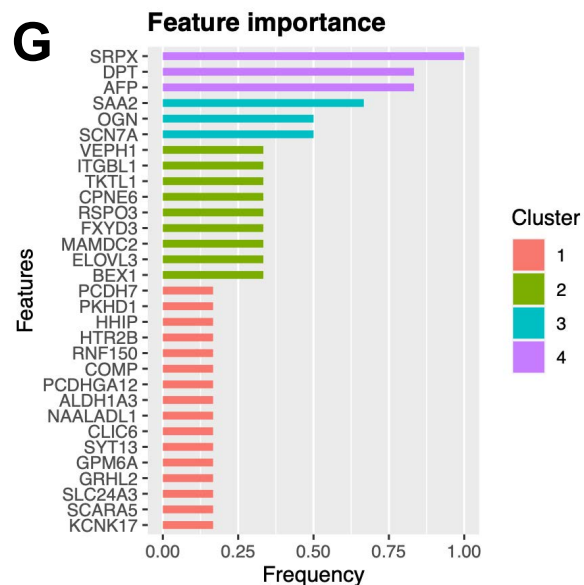 G
Feature importance
SRPX
DPT
AFP
SAA2
OGN
SCN7A
VEPH1
ITGBL1
TKTL1
CPNE6
RSPO3
FXYD3
MAMDC2
ELOVL3
BEX1
PCDH7
PKHD1
HHIP
HTR2B
RNF150
COMP
PCDHGA12
ALDH1A3
NAALADL1
CLIC6
SYT13
GPM6A
GRHL2
SLC24A3
SCARA5
KCNK17
Features
0.00 0.25 0.50 0.75 1.00
Frequency
Cluster
1
2
3
4